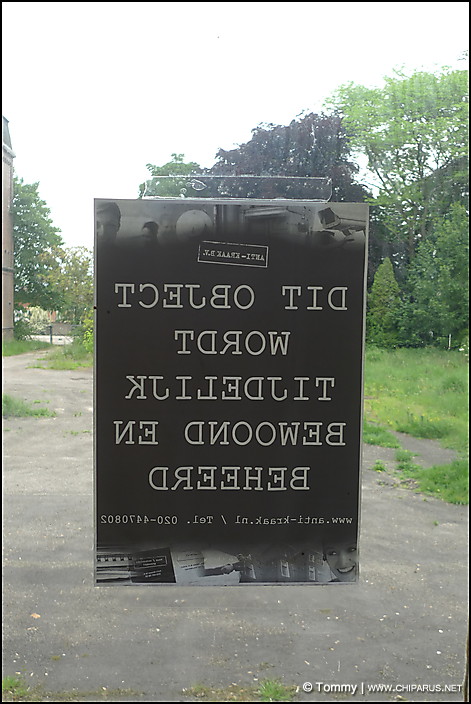 ANTI-KRAAK B.V.
DIT OBJECT
WORDT
TIJDELIJK
BEWOOND EN
BEHEERD
www.anti-kraak.nl / Tel. 020-4470802
© Tommy | WWW.CHIPARUS.NET